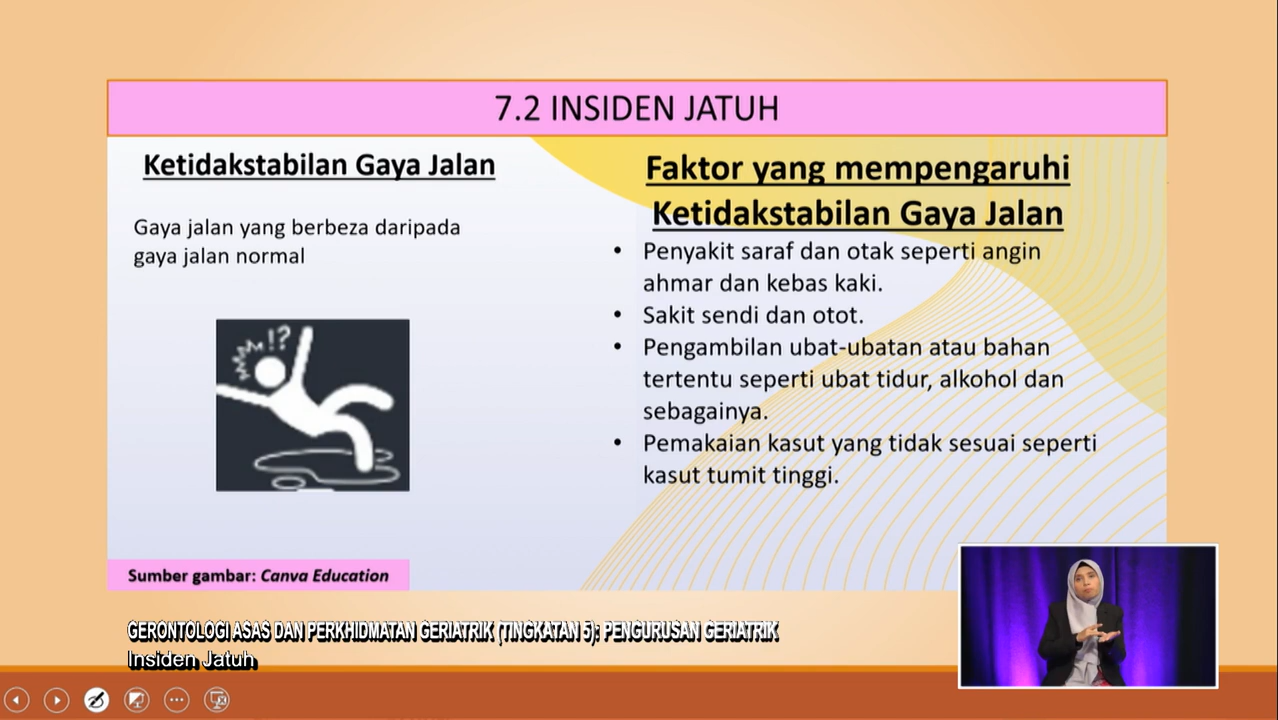 7.2 INSIDEN JATUH
Ketidakstabilan Gaya Jalan
Gaya jalan yang berbeza daripada
gaya jalan normal
!?
Sumber gambar: Canva Education
Faktor yang mempengaruhi
Ketidakstabilan Gaya Jalan
• Penyakit saraf dan otak seperti angin
ahmar dan kebas kaki.
• Sakit sendi dan otot.
• Pengambilan ubat-ubatan atau bahan
tertentu seperti ubat tidur, alkohol dan
sebagainya.
• Pemakaian kasut yang tidak sesuai seperti
kasut tumit tinggi.
GERONTOLOGI ASAS DAN PERKHIDMATAN GERIATRIK (TINGKATAN 5): PENGURUSAN GERIATRIK
Insiden Jatuh